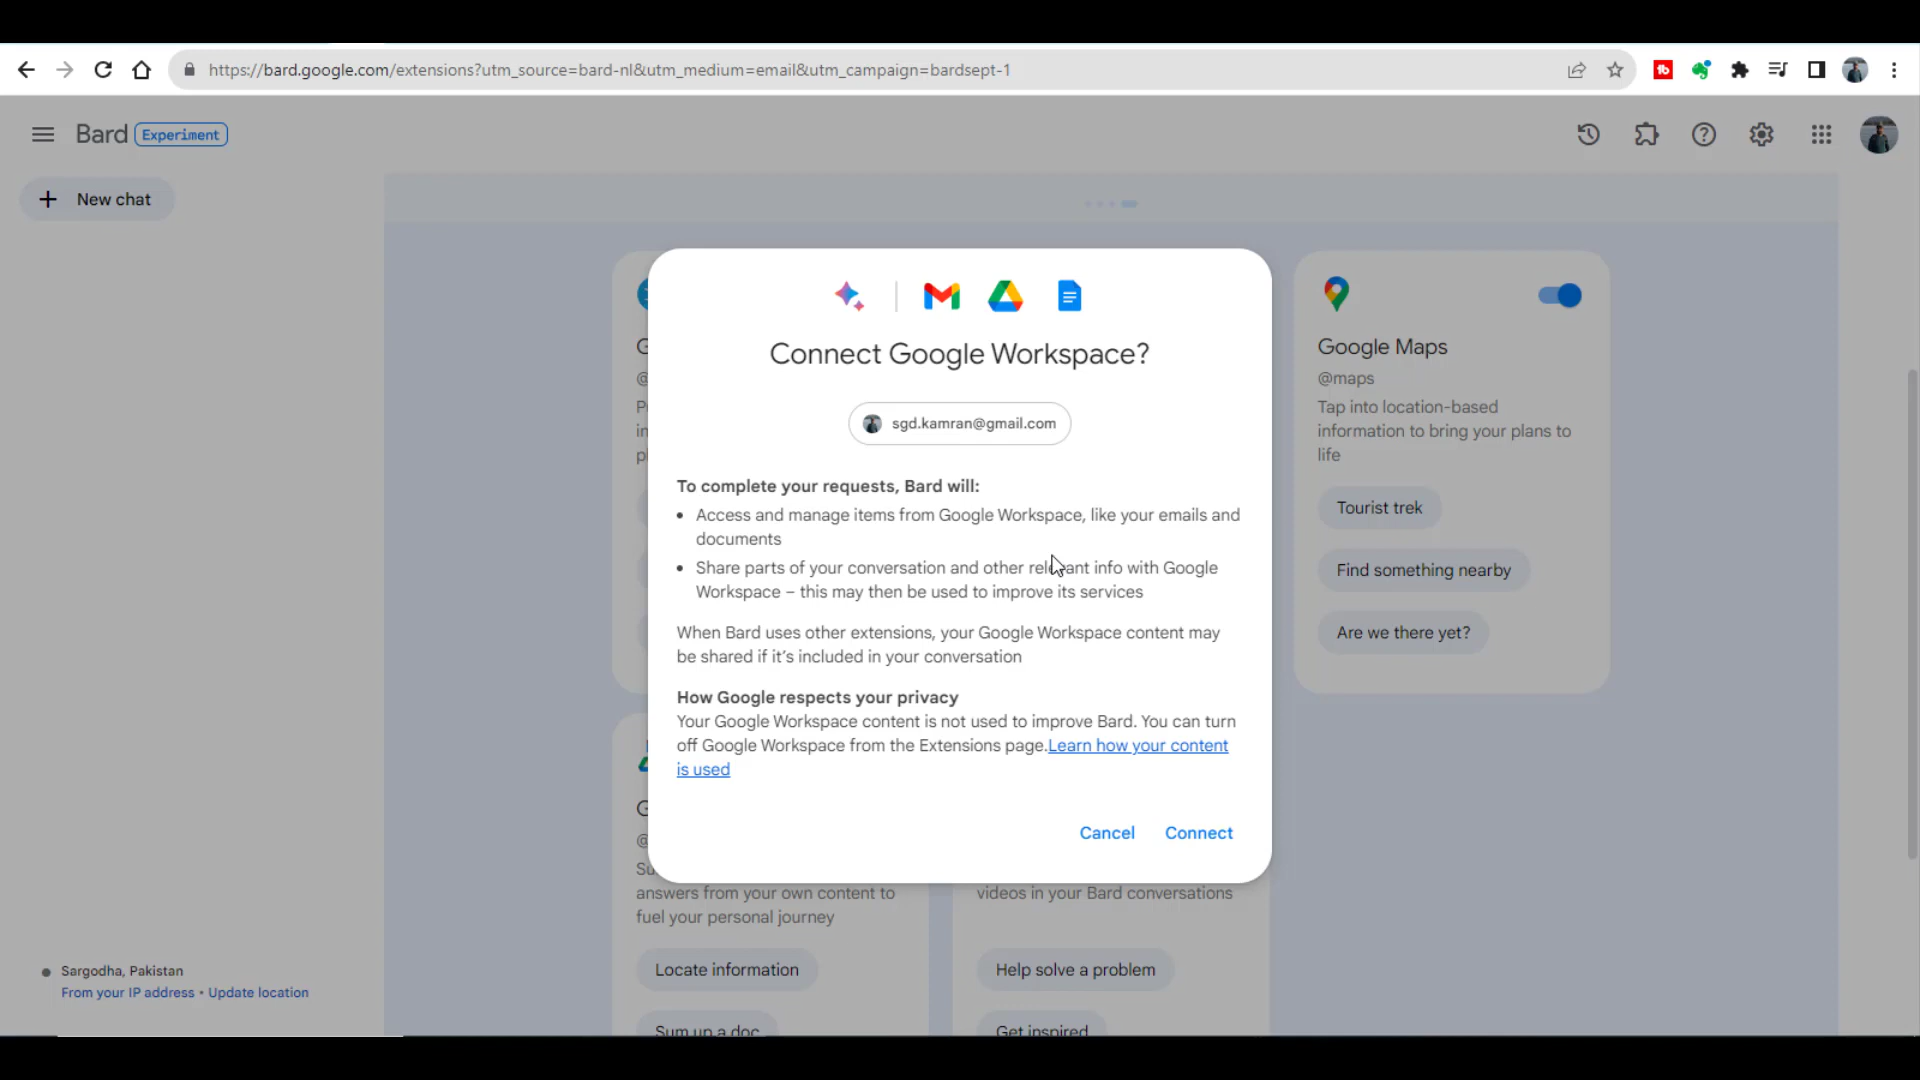 https://bard.google.com/extensions?utm_source=bard-nl&utm_medium=email&utm_campaign=bardsept-1
Bard Experiment
New chat
Connect Google Workspace?
sgd.kamran@gmail.com
To complete your requests, Bard will:
• Access and manage items from Google Workspace, like your emails and
documents
• Share parts of your conversation and other relevant info with Google
Workspace – this may then be used to improve its services
When Bard uses other extensions, your Google Workspace content may
be shared if it's included in your conversation
How Google respects your privacy
Your Google Workspace content is not used to improve Bard. You can turn
off Google Workspace from the Extensions page.Learn how your content
is used
Cancel Connect
Google Maps
@maps
Tap into location-based
information to bring your plans to
life
Tourist trek
Find something nearby
Are we there yet?
answers from your own content to
fuel your personal journey
Locate information
Sum up a doc
videos in your Bard conversations
Help solve a problem
Get inspired
Sargodha, Pakistan
From your IP address • Update location